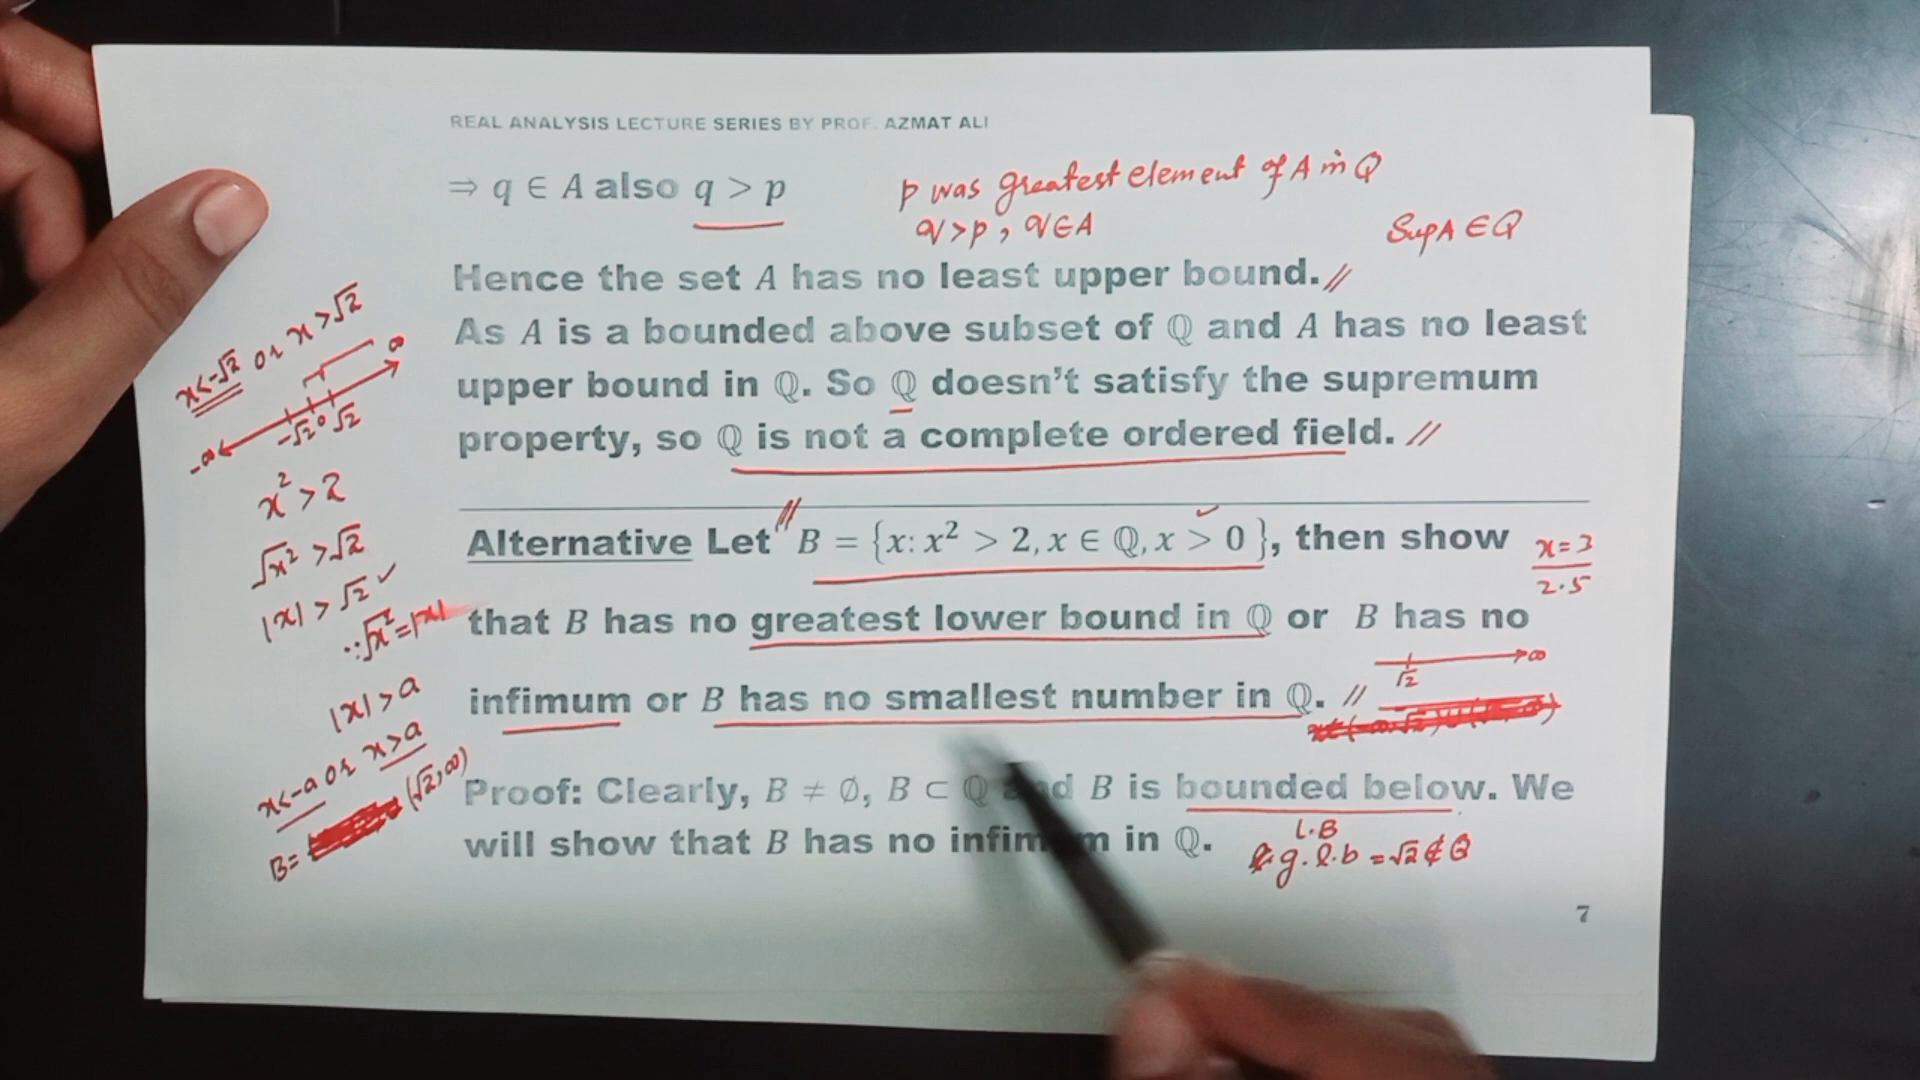 REAL ANALYSIS LECTURE SERIES BY PROF. AZMAT ALI
⇒ q ∈ A also q > p
p was greatest element of A in Q
q > p, q ∈ A
Sup A ∈ Q
Hence the set A has no least upper bound. //
As A is a bounded above subset of ℚ and A has no least
upper bound in ℚ. So ℚ doesn't satisfy the supremum
property, so ℚ is not a complete ordered field. //
x < -√2 or x > √2
-∞ -√2 0 √2 ∞
x² > 2
√x² > √2
|x| > √2 ✓
∵ √x² = |x|
|x| > a
x < -a or x > a
B = (√2, ∞)
Alternative Let B = {x: x² > 2, x ∈ ℚ, x > 0 }, then show
x = 3
2.5
that B has no greatest lower bound in ℚ or B has no
√2 ∞
infimum or B has no smallest number in ℚ. //
Proof: Clearly, B ≠ ∅, B ⊂ ℚ and B is bounded below. We
will show that B has no infimum in ℚ.
L.B
g.l.b = √2 ∉ Q
7